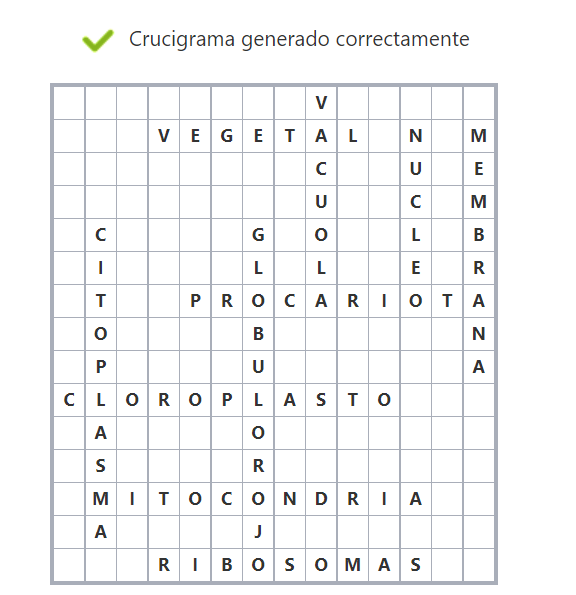 Crucigrama generado correctamente
V
V E G E T A L N M
C U E
U C M
C G O L B
I L L E R
T P R O C A R I O T A
O B N
P U A
C L O R O P L A S T O
A O
S R
M I T O C O N D R I A
A J
R I B O S O M A S